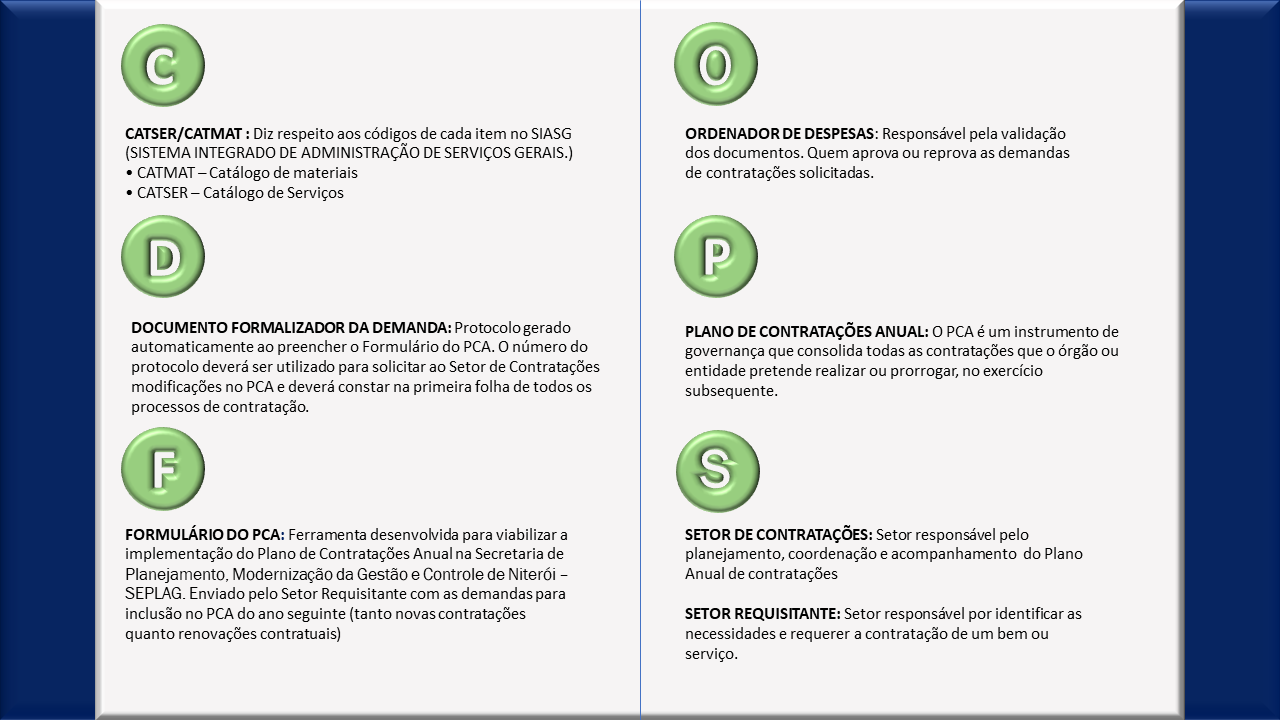 C
CATSER/CATMAT : Diz respeito aos códigos de cada item no SIASG
(SISTEMA INTEGRADO DE ADMINISTRAÇÃO DE SERVIÇOS GERAIS.)
• CATMAT – Catálogo de materiais
• CATSER – Catálogo de Serviços
D
DOCUMENTO FORMALIZADOR DA DEMANDA: Protocolo gerado
automaticamente ao preencher o Formulário do PCA. O número do
protocolo deverá ser utilizado para solicitar ao Setor de Contratações
modificações no PCA e deverá constar na primeira folha de todos os
processos de contratação.
F
FORMULÁRIO DO PCA: Ferramenta desenvolvida para viabilizar a
implementação do Plano de Contratações Anual na Secretaria de
Planejamento, Modernização da Gestão e Controle de Niterói –
SEPLAG. Enviado pelo Setor Requisitante com as demandas para
inclusão no PCA do ano seguinte (tanto novas contratações
quanto renovações contratuais)
O
ORDENADOR DE DESPESAS: Responsável pela validação
dos documentos. Quem aprova ou reprova as demandas
de contratações solicitadas.
P
PLANO DE CONTRATAÇÕES ANUAL: O PCA é um instrumento de
governança que consolida todas as contratações que o órgão ou
entidade pretende realizar ou prorrogar, no exercício
subsequente.
S
SETOR DE CONTRATAÇÕES: Setor responsável pelo
planejamento, coordenação e acompanhamento  do Plano
Anual de contratações
SETOR REQUISITANTE: Setor responsável por identificar as
necessidades e requerer a contratação de um bem ou
serviço.